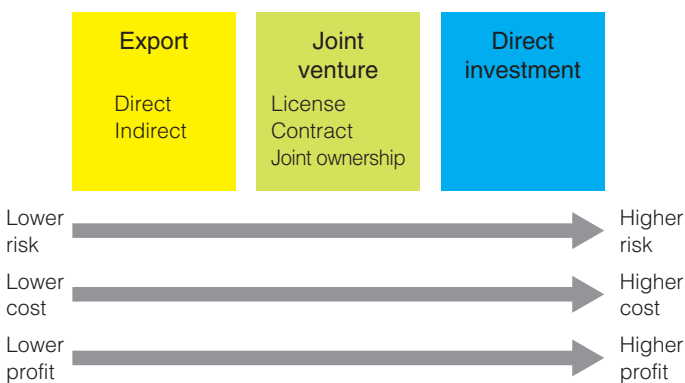 Export
Direct
Indirect
Joint
venture
License
Contract
Joint ownership
Direct
investment
Lower
risk
Higher
risk
Lower
cost
Higher
cost
Lower
profit
Higher
profit